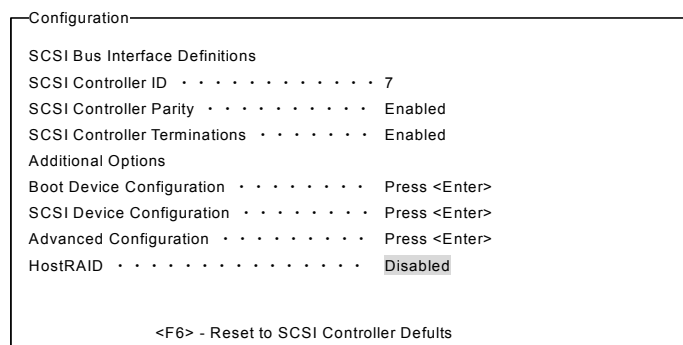 Configuration
SCSI Bus Interface Definitions
SCSI Controller ID ・・・・・・・・・・・・ 7
SCSI Controller Parity ・・・・・・・・・・ Enabled
SCSI Controller Terminations ・・・・・・・ Enabled
Additional Options
Boot Device Configuration ・・・・・・・・ Press <Enter>
SCSI Device Configuration ・・・・・・・・ Press <Enter>
Advanced Configuration ・・・・・・・・・ Press <Enter>
HostRAID ・・・・・・・・・・・・・・・ Disabled
<F6> - Reset to SCSI Controller Defults